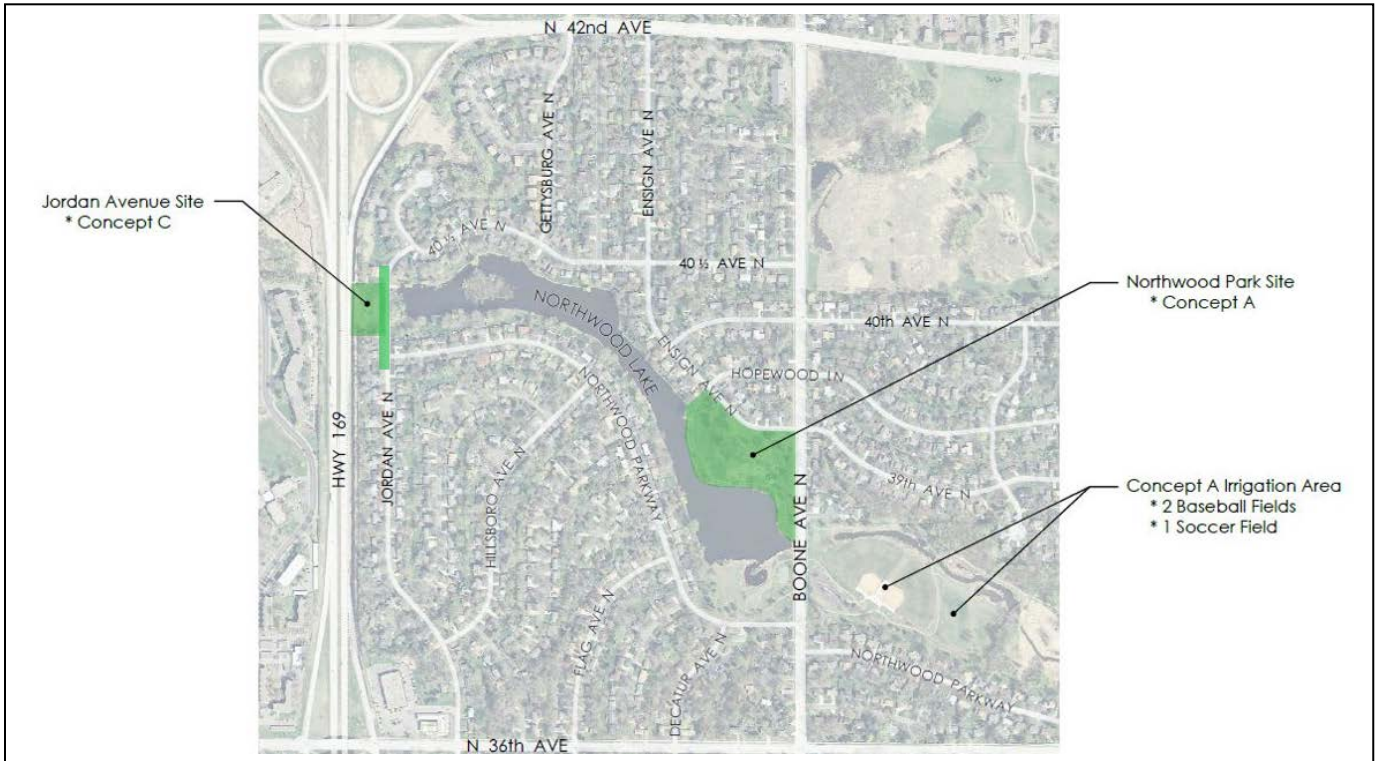 N 42nd AVE
GETTYSBURG AVE N
ENSIGN AVE N
Jordan Avenue Site
* Concept C
40 ½ AVE N
40 ½ AVE N
NORTHWOOD LAKE
Northwood Park Site
* Concept A
40th AVE N
ENSIGN AVE N
HOPEWOOD LN
HWY 169
JORDAN AVE N
NORTHWOOD PARKWAY
HILLSBORO AVE N
39th AVE N
BOONE AVE N
Concept A Irrigation Area
* 2 Baseball Fields
* 1 Soccer Field
FLAG AVE N
DECATUR AVE N
NORTHWOOD PARKWAY
N 36th AVE